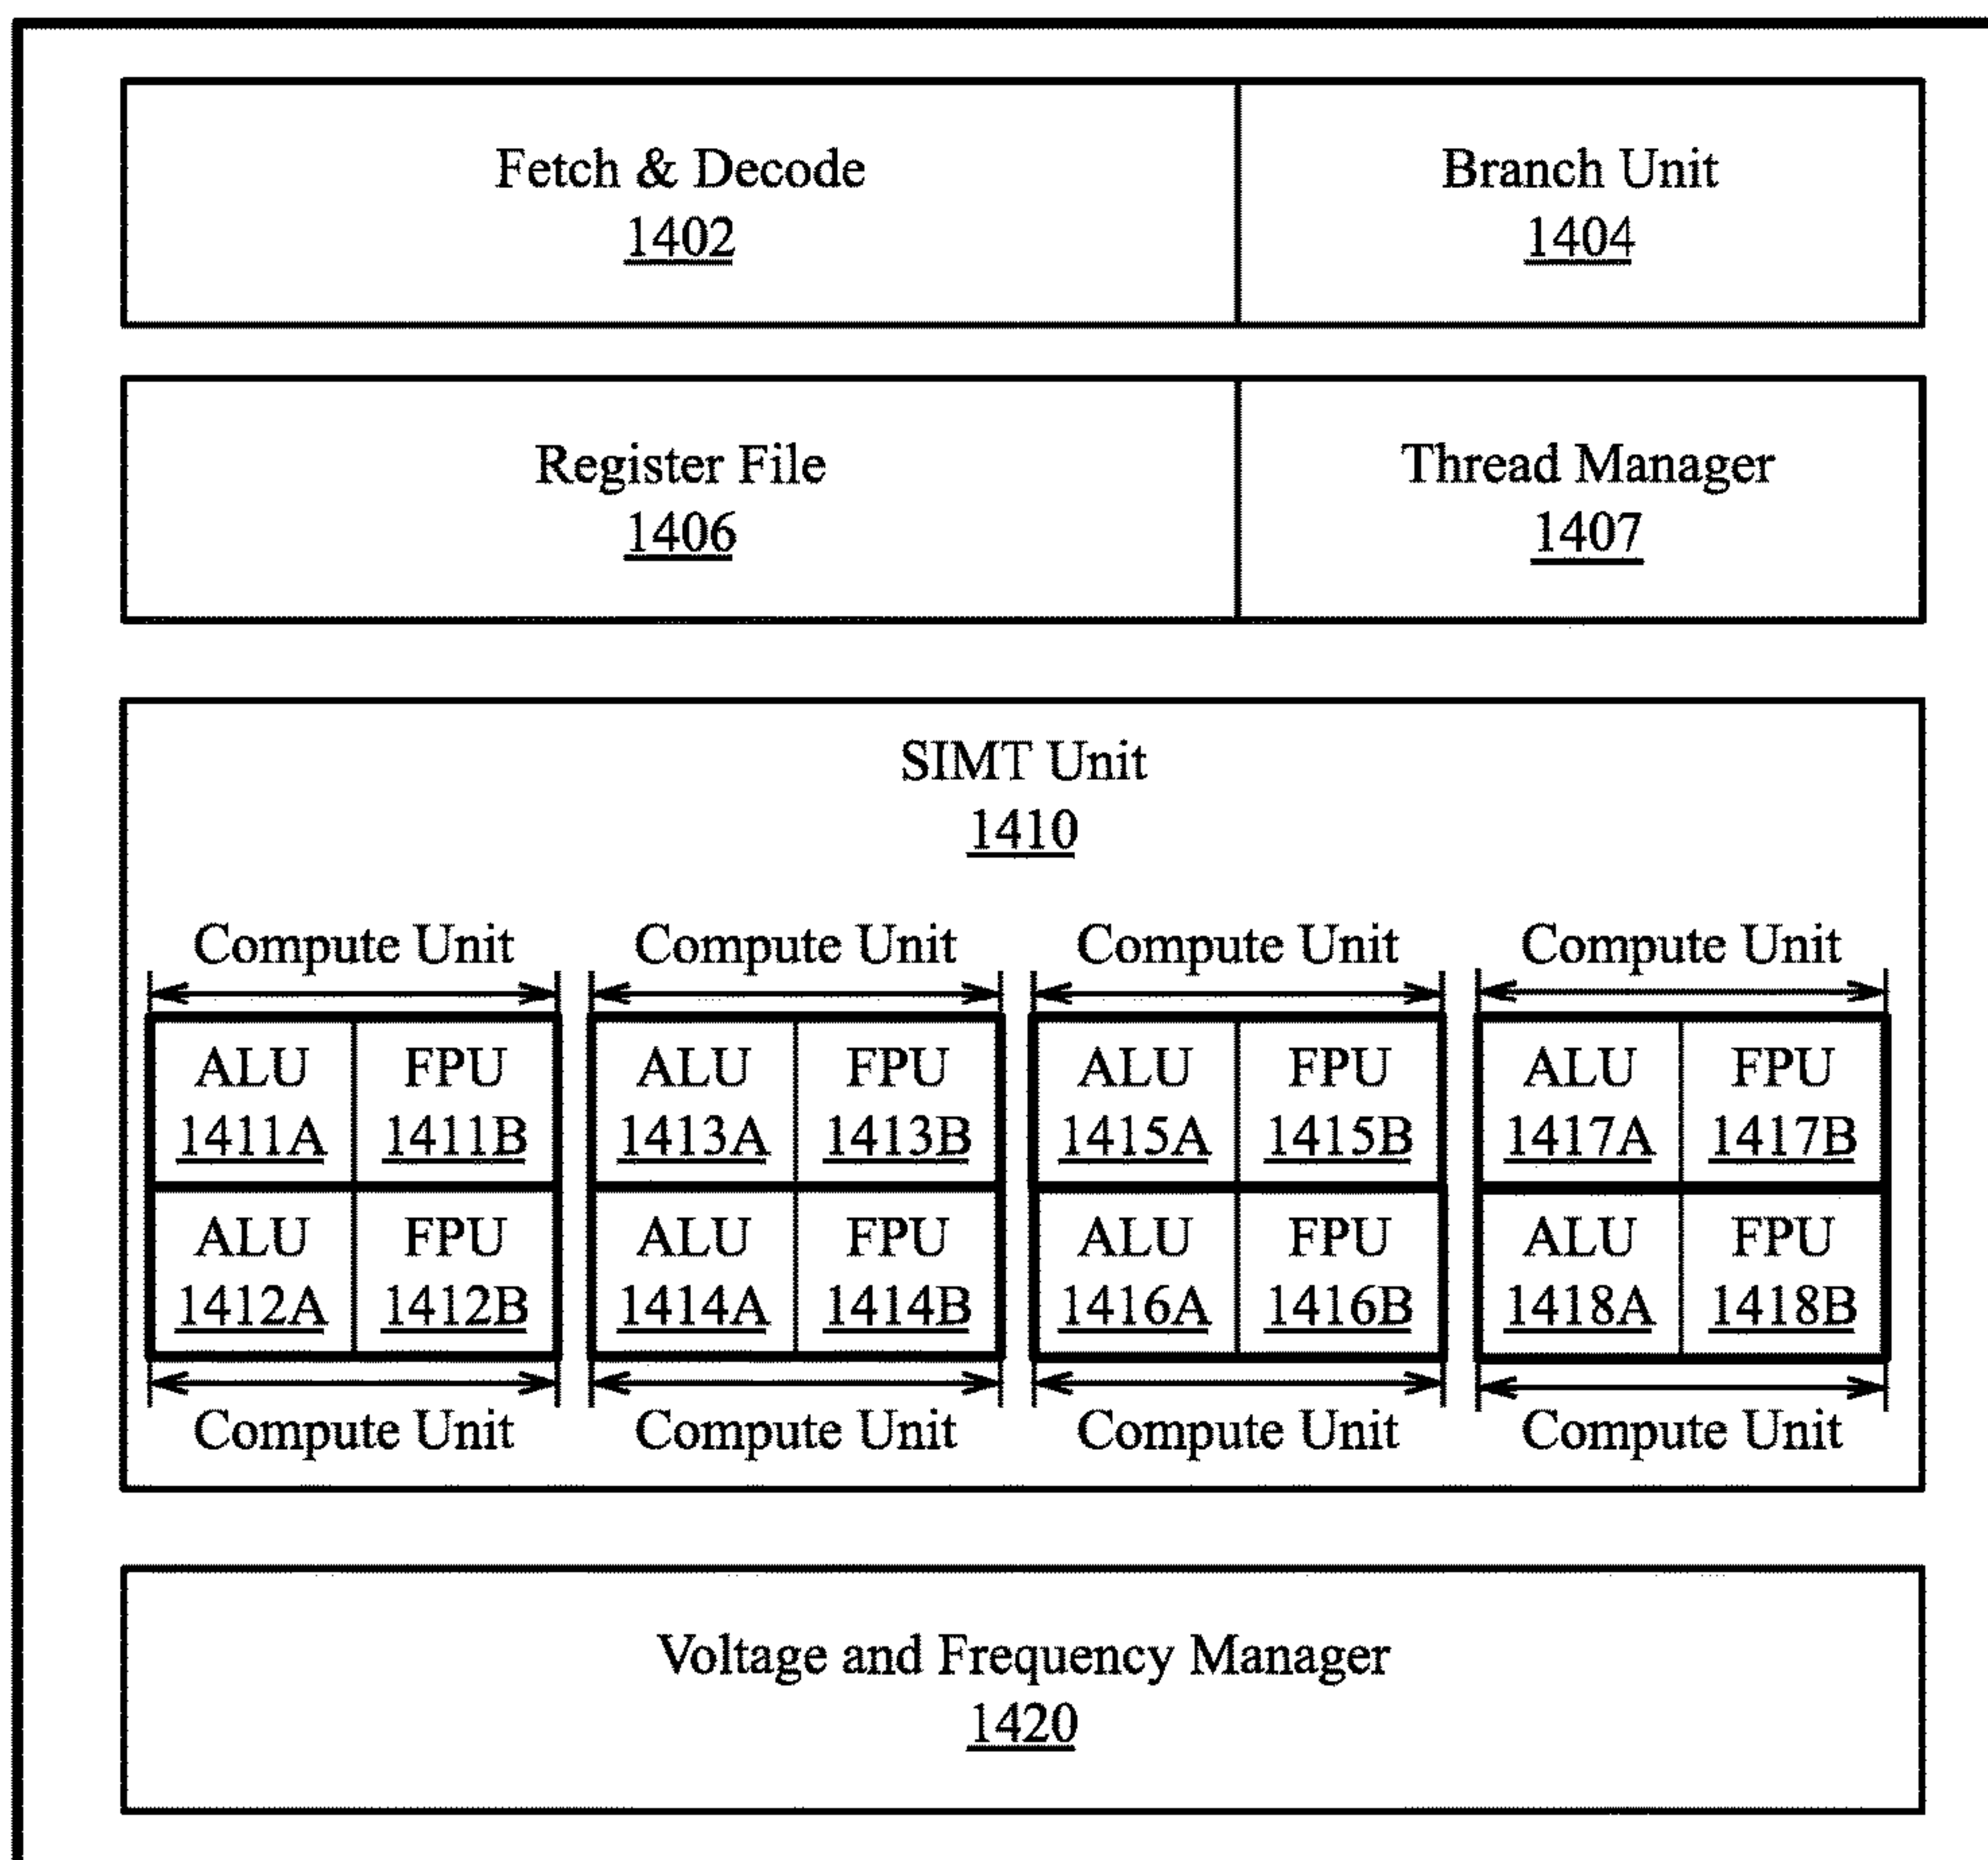 Fetch & Decode
1402
Branch Unit
1404
Register File
1406
Thread Manager
1407
SIMT Unit
1410
Compute Unit Compute Unit Compute Unit Compute Unit
ALU FPU ALU FPU ALU FPU ALU FPU
1411A 1411B 1413A 1413B 1415A 1415B 1417A 1417B
ALU FPU ALU FPU ALU FPU ALU FPU
1412A 1412B 1414A 1414B 1416A 1416B 1418A 1418B
Compute Unit Compute Unit Compute Unit Compute Unit
Voltage and Frequency Manager
1420